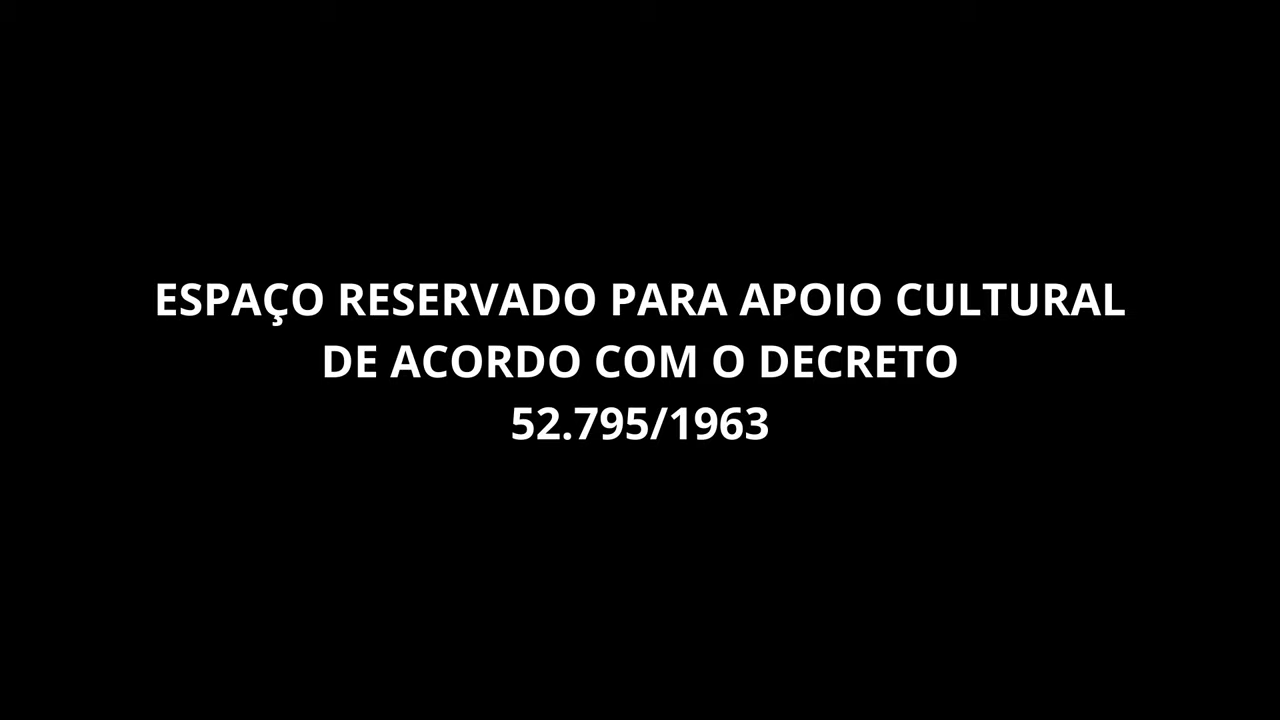 ESPAÇO RESERVADO PARA APOIO CULTURAL
DE ACORDO COM O DECRETO
52.795/1963